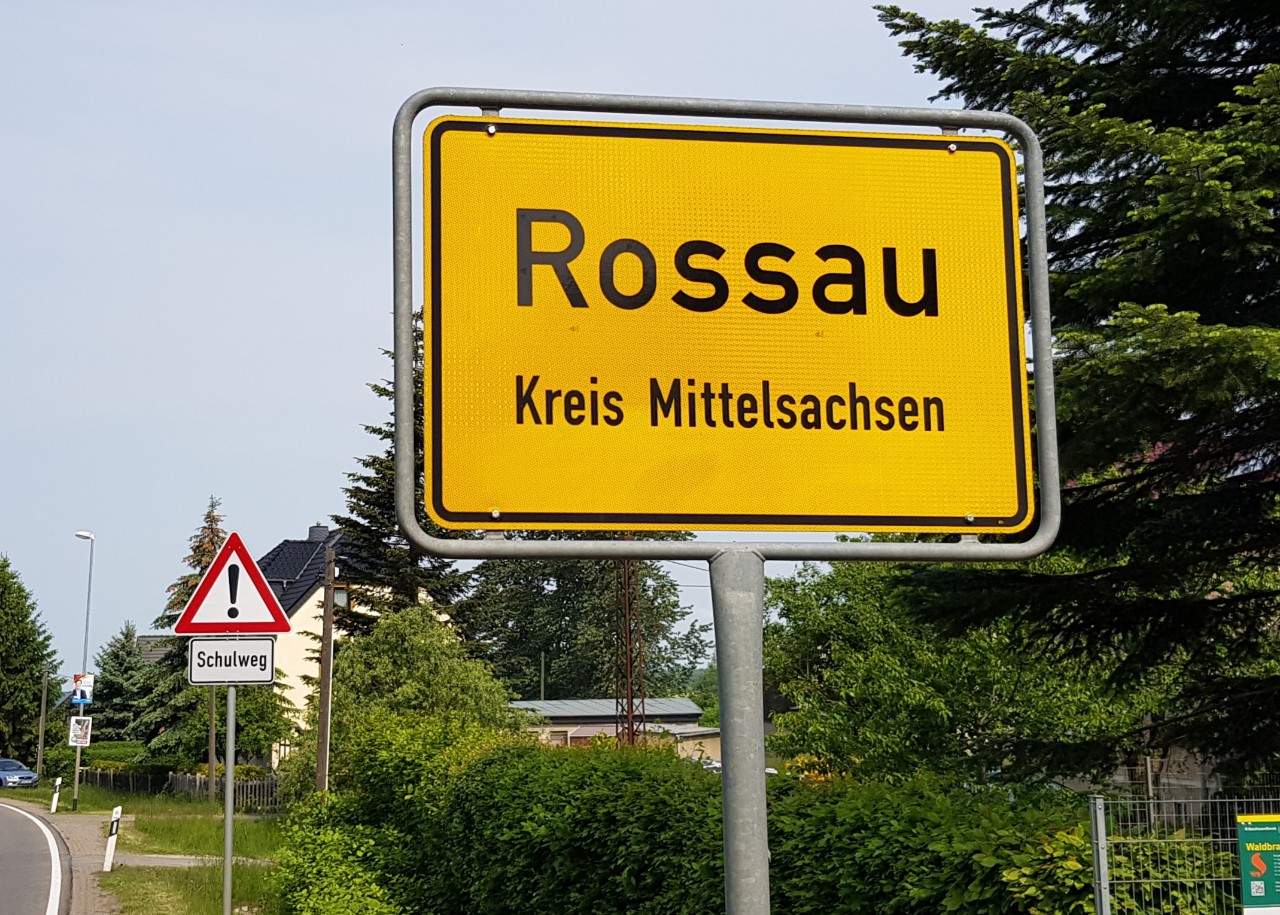 Rossau
Kreis Mittelsachsen
!
Schulweg